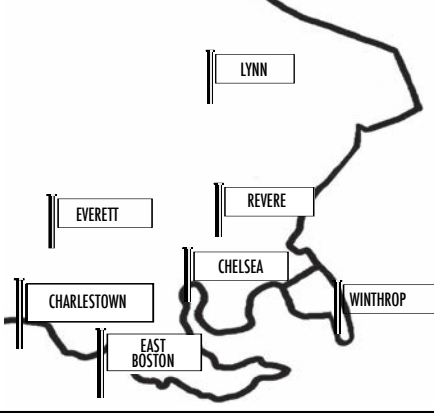 LYNN
REVERE
EVERETT
CHELSEA
CHARLESTOWN
WINTHROP
EAST
BOSTON